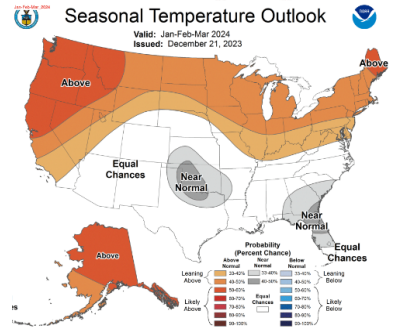 Jan-Feb-Mar, 2024
Seasonal Temperature Outlook
Valid: Jan-Feb-Mar 2024
Issued: December 21, 2023
Above
Above
Equal
Chances
Near
Normal
Near
Normal
Equal
Chances
Above
Probability
(Percent Chance)
Above
Normal
Near
Normal
Below
Normal
Leaning
Above
Likely
Above
33-40%
40-50%
50-60%
60-70%
70-80%
80-90%
90-100%
33-40%
40-50%
Equal
Chances
33-40%
40-50%
50-60%
60-70%
70-80%
80-90%
90-100%
Leaning
Below
Likely
Below
es